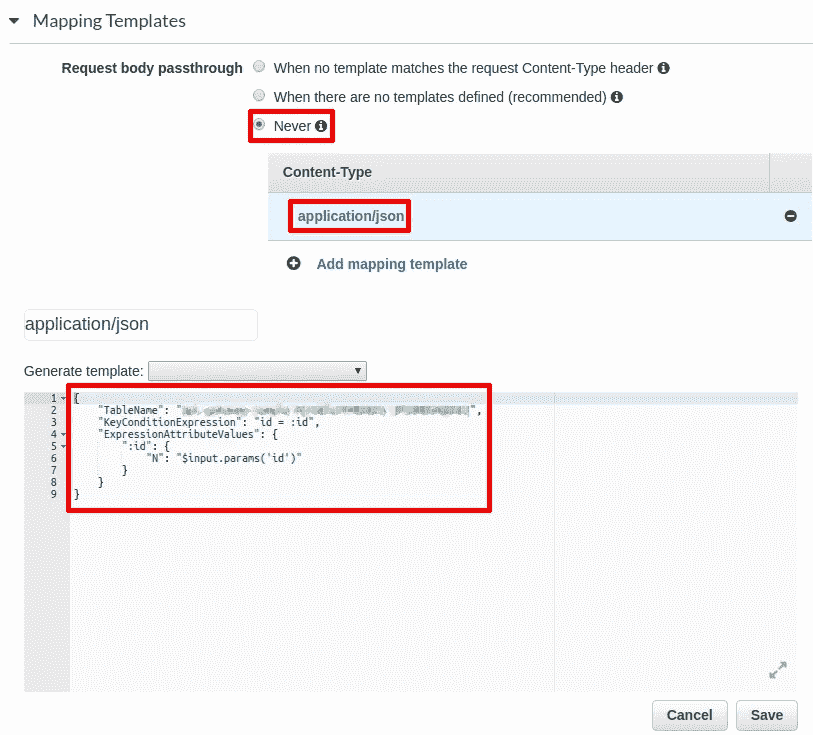 Mapping Templates
Request body passthrough
When no template matches the request Content-Type header
When there are no templates defined (recommended)
Never
Content-Type
application/json
Add mapping template
application/json
Generate template:
1 {
2 "TableName": "
",
3 "KeyConditionExpression": "id = :id",
4 "ExpressionAttributeValues": {
5 ":id": {
6 "N": "$input.params('id')"
7 }
8 }
9 }
Cancel Save